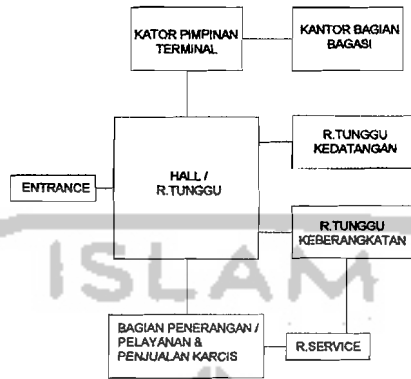 KATOR PIMPINAN
TERMINAL
KANTOR BAGIAN
BAGASI
HALL /
R.TUNGGU
R.TUNGGU
KEDATANGAN
ENTRANCE
R.TUNGGU
KEBERANGKATAN
ISLAM
BAGIAN PENERANGAN /
PELAYANAN &
PENJUALAN KARCIS
R.SERVICE